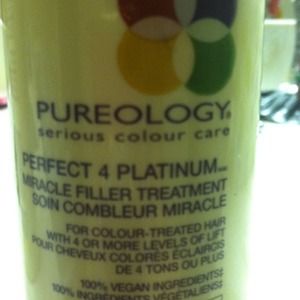 PUREOLOGY®
serious colour care
PERFECT 4 PLATINUM™
MIRACLE FILLER TREATMENT
SOIN COMBLEUR MIRACLE
FOR COLOUR-TREATED HAIR
WITH 4 OR MORE LEVELS OF LIFT
POUR CHEVEUX COLORÉS ÉCLAIRCIS
DE 4 TONS OU PLUS
100% VEGAN INGREDIENTS‡
100% INGRÉDIENTS VÉGÉTALIENS‡